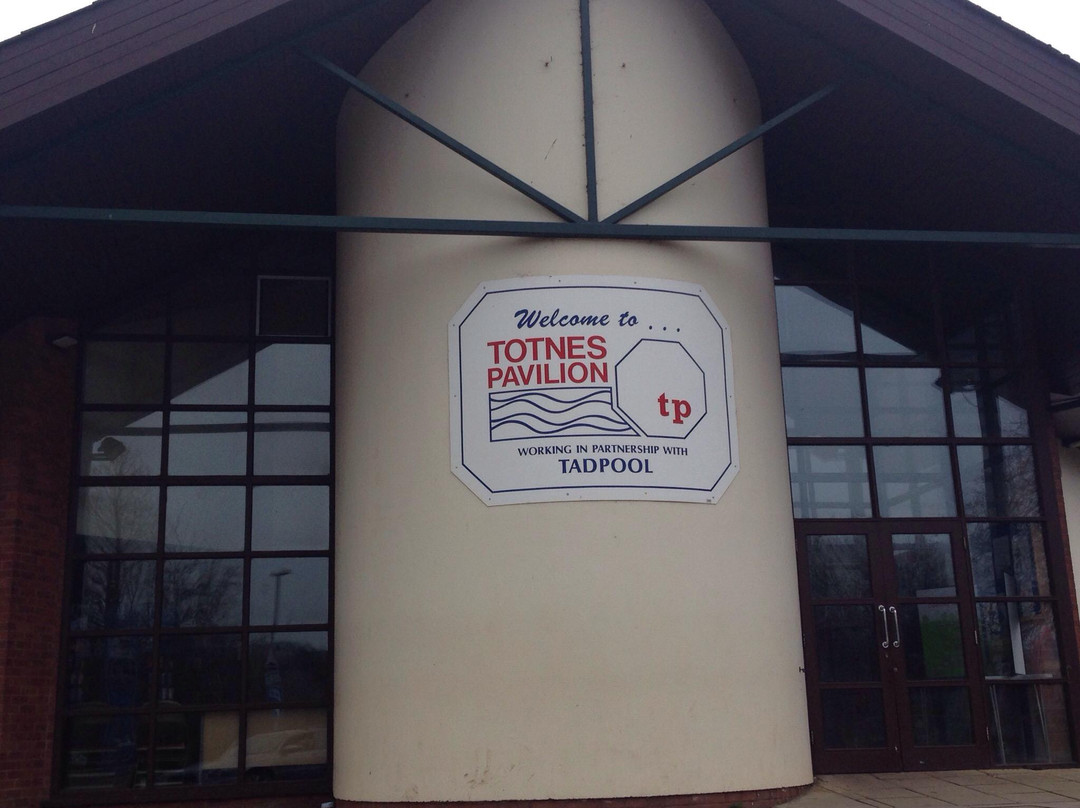 Welcome to ...
TOTNES
PAVILION
tp
WORKING IN PARTNERSHIP WITH
TADPOOL